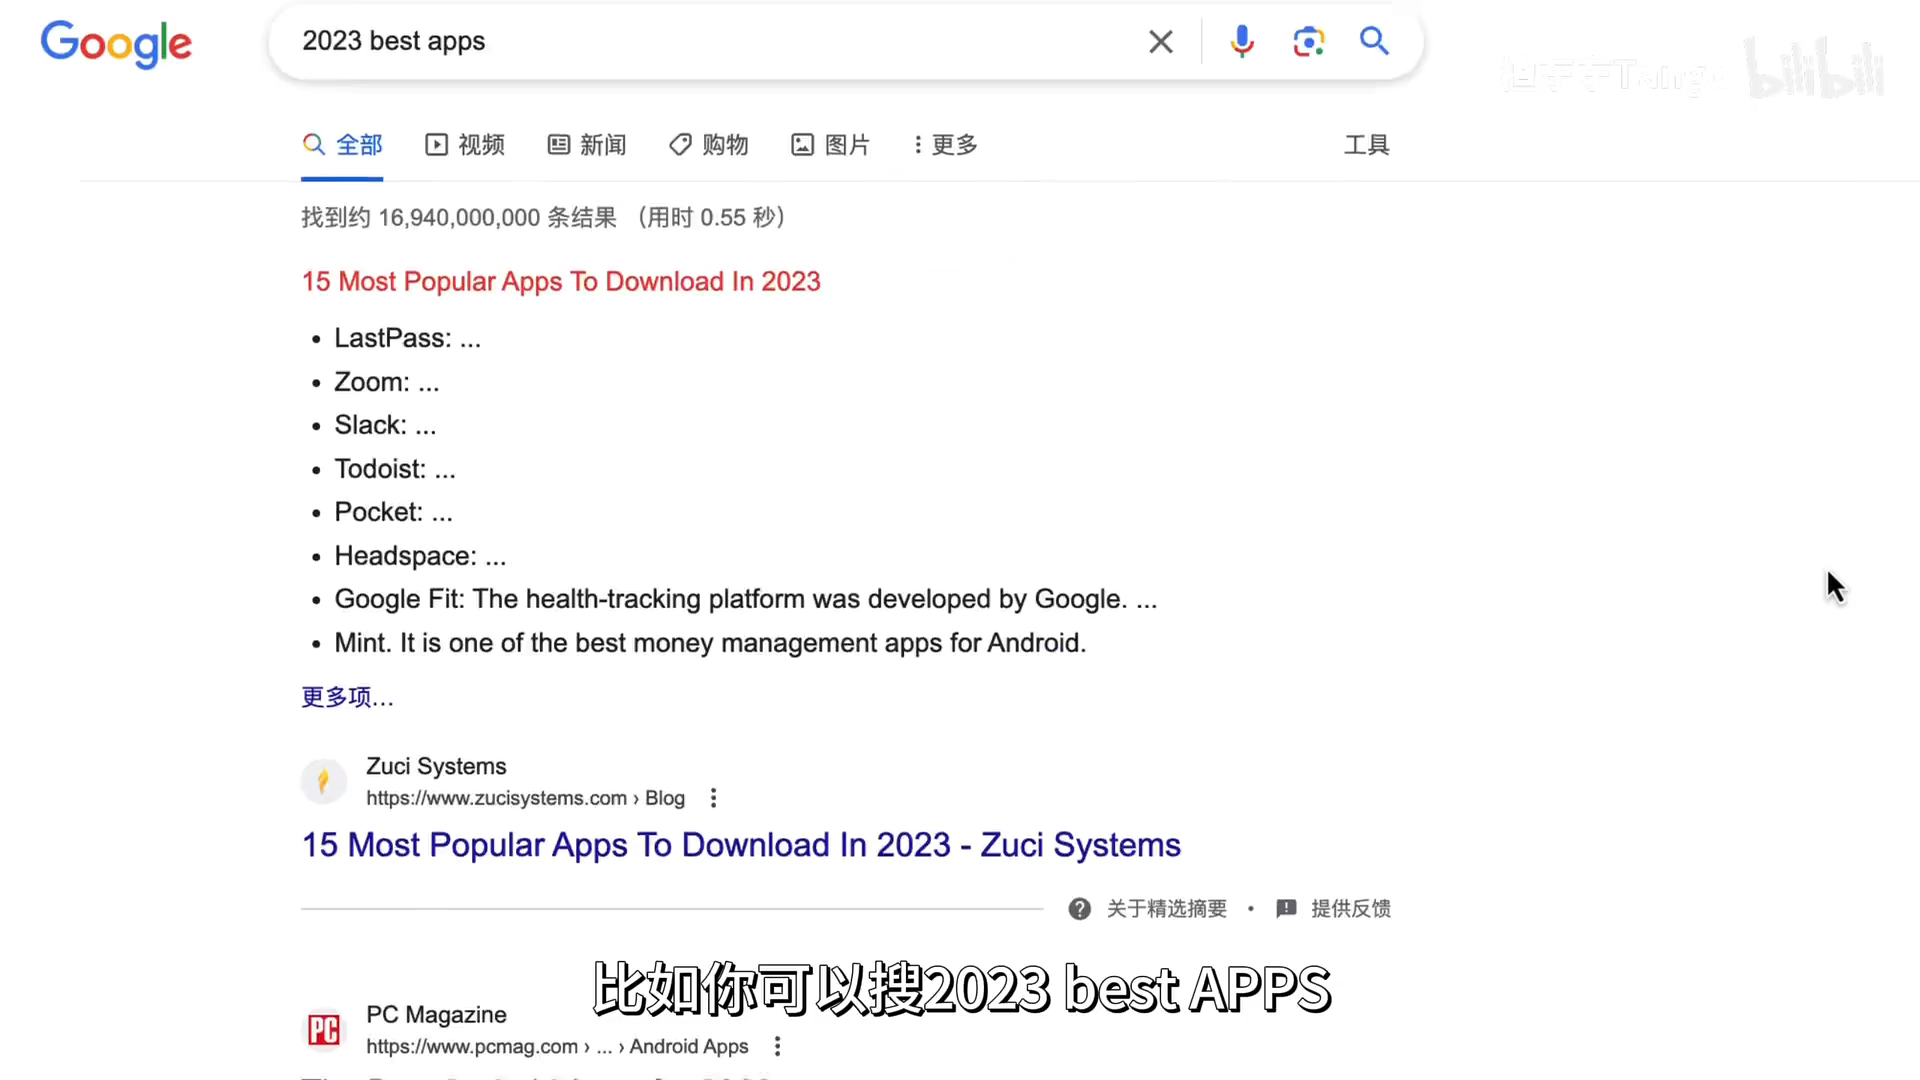 Google
2023 best apps
bilibili
全部
视频
新闻
购物
图片
更多
工具
找到约 16,940,000,000 条结果 （用时 0.55 秒）
15 Most Popular Apps To Download In 2023
• LastPass: ...
• Zoom: ...
• Slack: ...
• Todoist: ...
• Pocket: ...
• Headspace: ...
• Google Fit: The health-tracking platform was developed by Google. ...
• Mint. It is one of the best money management apps for Android.
更多项...
Zuci Systems
https://www.zucisystems.com › Blog
15 Most Popular Apps To Download In 2023 - Zuci Systems
关于精选摘要 • 提供反馈
比如你可以搜2023 best APPS
PC
PC Magazine
https://www.pcmag.com › ... › Android Apps